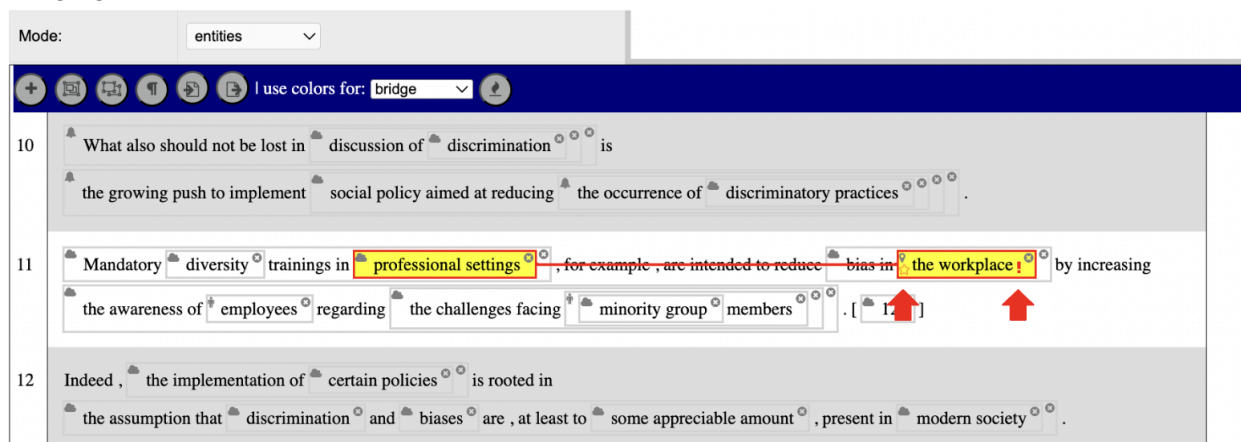 Mode: entities
I use colors for: bridge
10 What also should not be lost in discussion of discrimination is
the growing push to implement social policy aimed at reducing the occurrence of discriminatory practices .
11 Mandatory diversity trainings in professional settings , for example , are intended to reduce bias in the workplace ! by increasing
the awareness of employees regarding the challenges facing minority group members . [ 12 ]
12 Indeed , the implementation of certain policies is rooted in
the assumption that discrimination and biases are , at least to some appreciable amount , present in modern society .